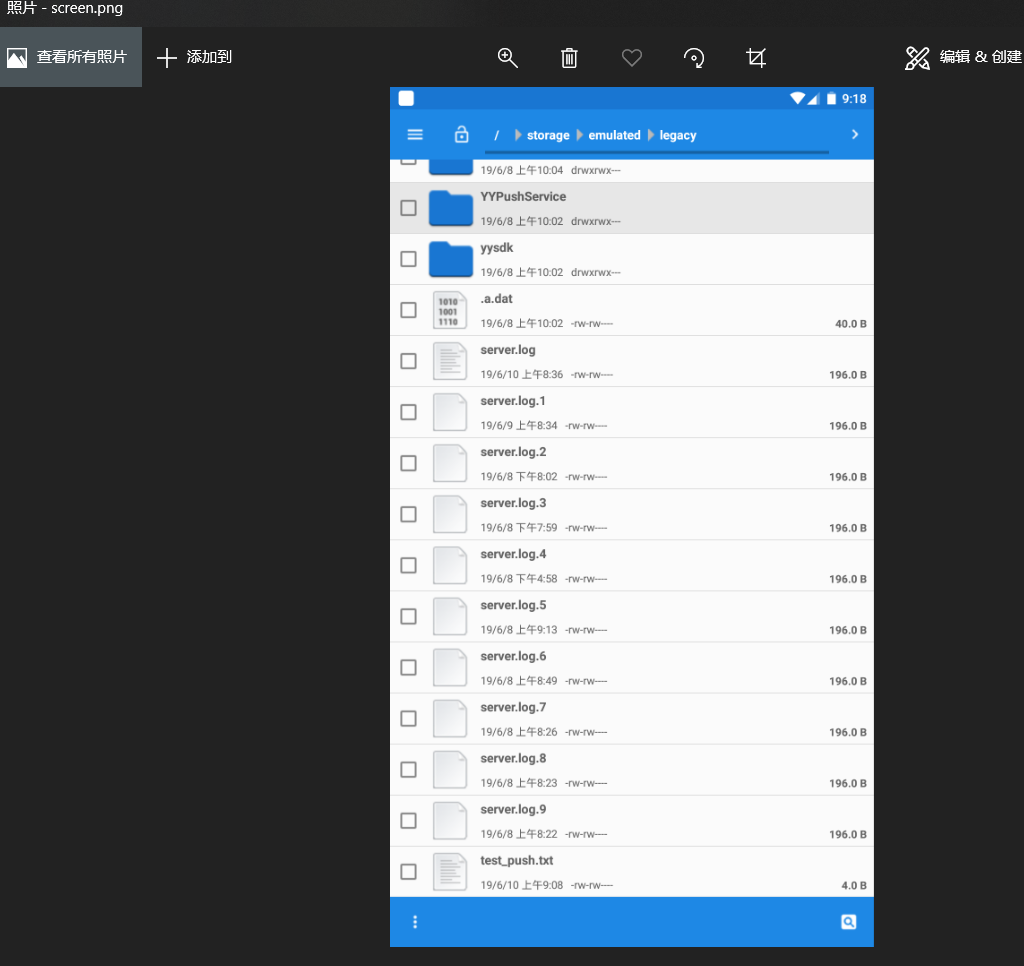 照片 - screen.png
查看所有照片
添加到
编辑 & 创建
9:18
/ storage emulated legacy
19/6/8 上午10:04 drwxrwx---
YYPushService
19/6/8 上午10:02 drwxrwx---
yysdk
19/6/8 上午10:02 drwxrwx---
1010
1001
1110
.a.dat
19/6/8 上午10:02 -rw-rw---- 40.0 B
server.log
19/6/10 上午8:36 -rw-rw---- 196.0 B
server.log.1
19/6/9 上午8:34 -rw-rw---- 196.0 B
server.log.2
19/6/8 下午8:02 -rw-rw---- 196.0 B
server.log.3
19/6/8 下午7:59 -rw-rw---- 196.0 B
server.log.4
19/6/8 下午4:58 -rw-rw---- 196.0 B
server.log.5
19/6/8 上午9:13 -rw-rw---- 196.0 B
server.log.6
19/6/8 上午8:49 -rw-rw---- 196.0 B
server.log.7
19/6/8 上午8:26 -rw-rw---- 196.0 B
server.log.8
19/6/8 上午8:23 -rw-rw---- 196.0 B
server.log.9
19/6/8 上午8:22 -rw-rw---- 196.0 B
test_push.txt
19/6/10 上午9:08 -rw-rw---- 4.0 B